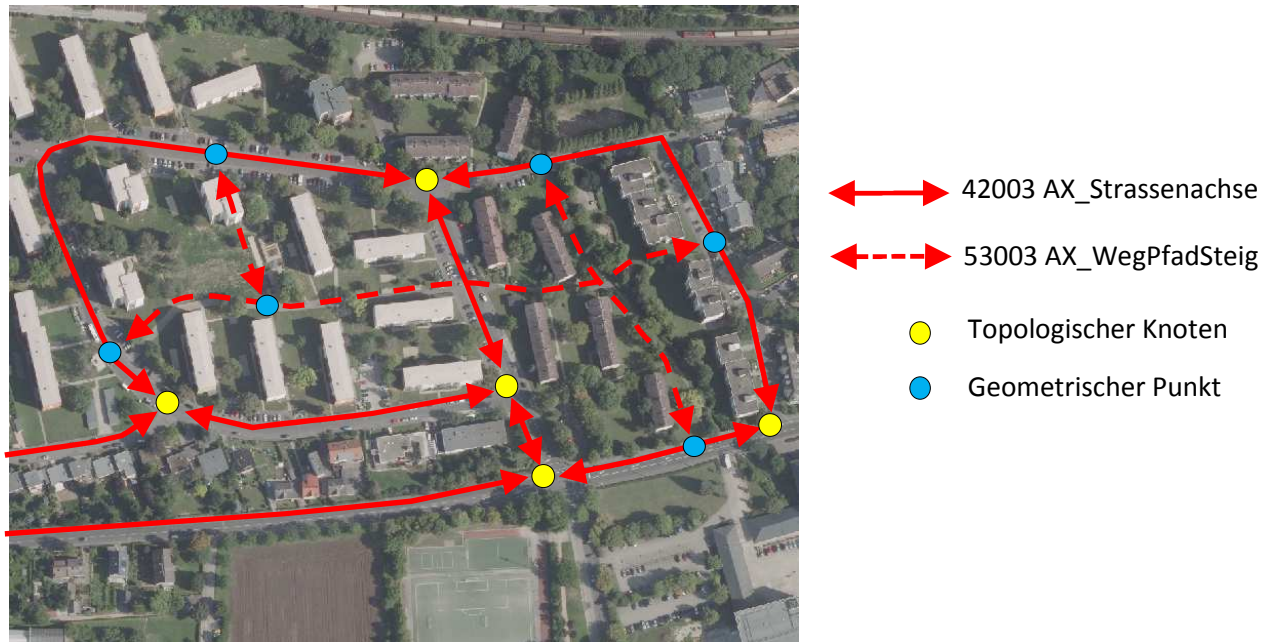 42003 AX_Strassenachse
53003 AX_WegPfadSteig
Topologischer Knoten
Geometrischer Punkt